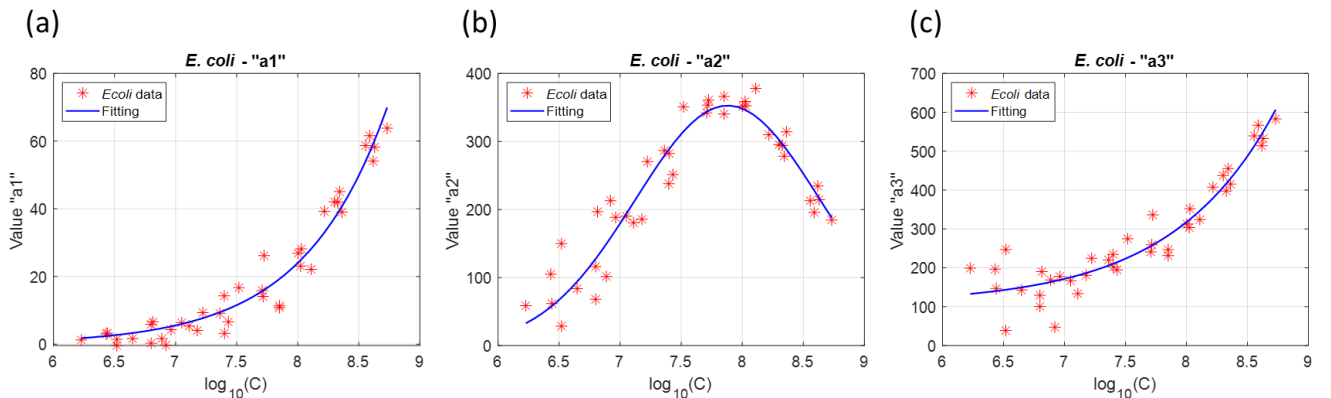 (a)
E. coli - "a1"
Ecoli data
Fitting
Value "a1"
80
60
40
20
0
6
6.5
7
7.5
8
8.5
9
log10(C)
(b)
E. coli - "a2"
Ecoli data
Fitting
Value "a2"
400
300
200
100
0
6
6.5
7
7.5
8
8.5
9
log10(C)
(c)
E. coli - "a3"
Ecoli data
Fitting
Value "a3"
700
600
500
400
300
200
100
0
6
6.5
7
7.5
8
8.5
9
log10(C)